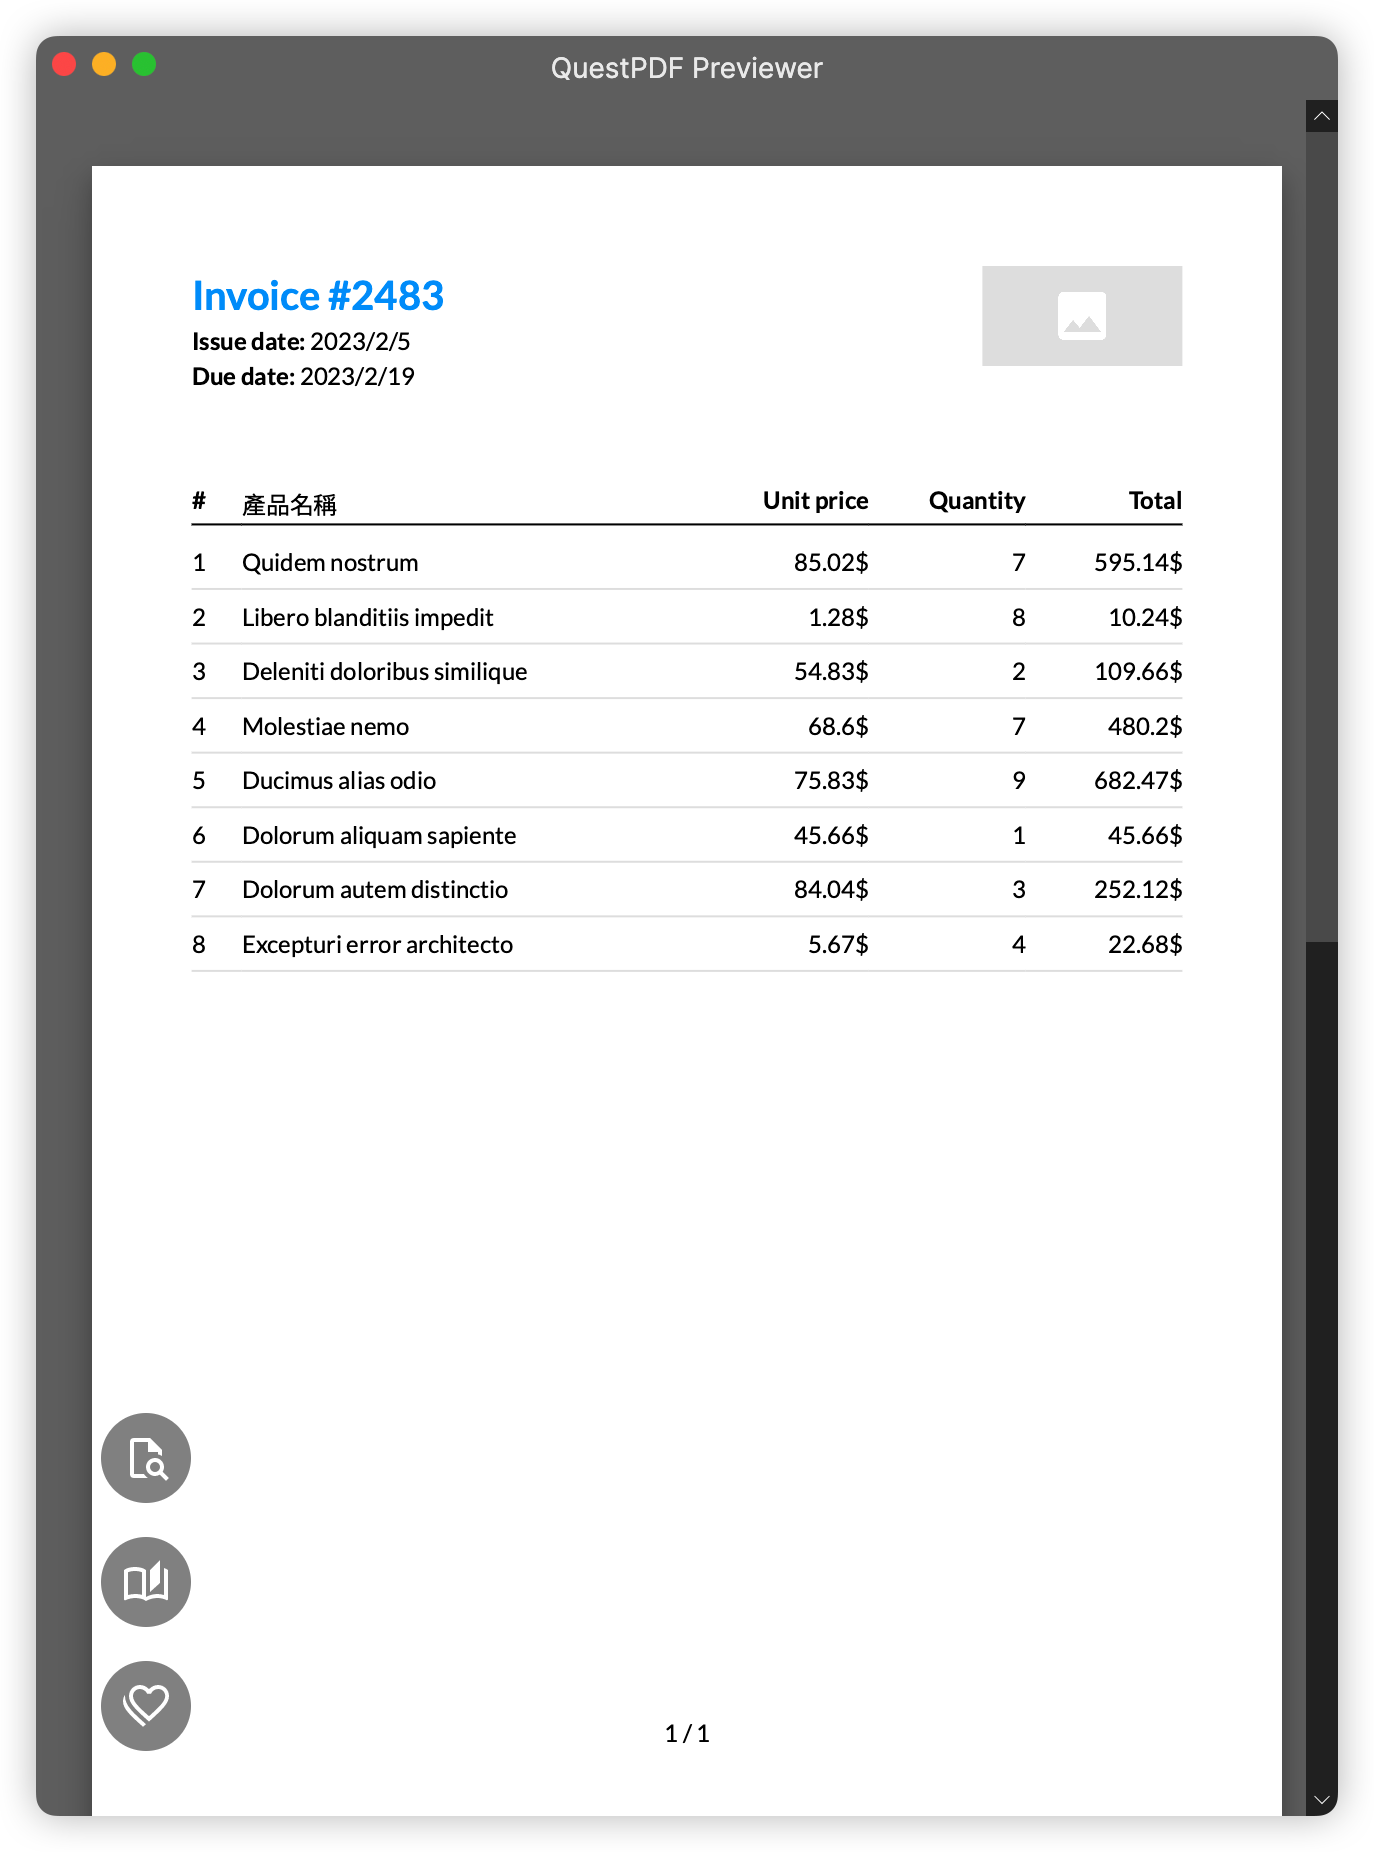 QuestPDF Previewer
Invoice #2483
Issue date: 2023/2/5
Due date: 2023/2/19
# 產品名稱 Unit price Quantity Total
1 Quidem nostrum 85.02$ 7 595.14$
2 Libero blanditiis impedit 1.28$ 8 10.24$
3 Deleniti doloribus similique 54.83$ 2 109.66$
4 Molestiae nemo 68.6$ 7 480.2$
5 Ducimus alias odio 75.83$ 9 682.47$
6 Dolorum aliquam sapiente 45.66$ 1 45.66$
7 Dolorum autem distinctio 84.04$ 3 252.12$
8 Excepturi error architecto 5.67$ 4 22.68$
1 / 1